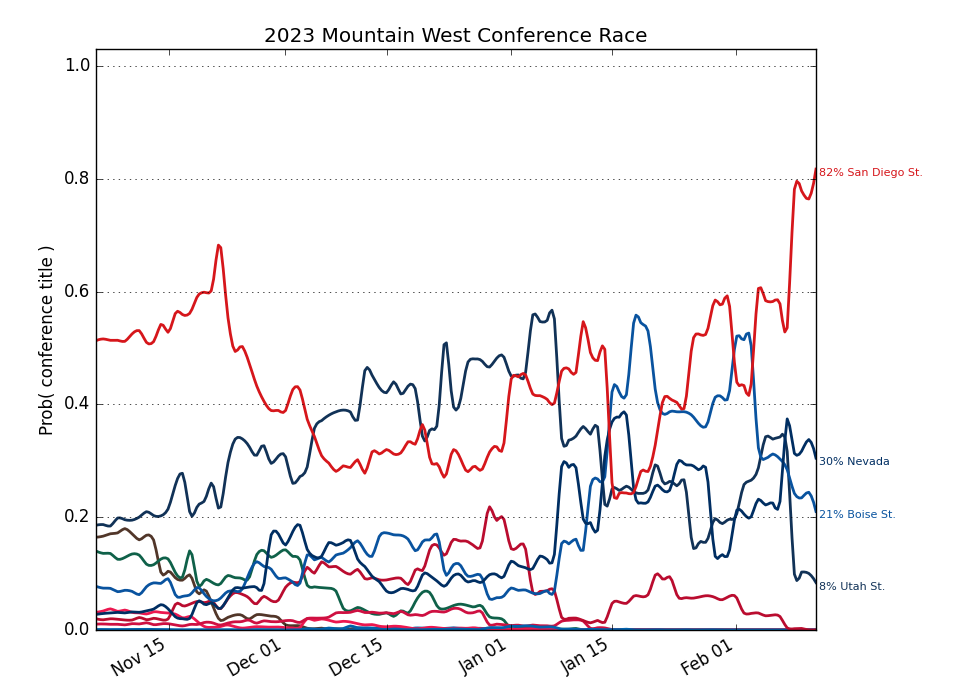 2023 Mountain West Conference Race
Prob( conference title )
1.0
0.8
0.6
0.4
0.2
0.0
Nov 15
Dec 01
Dec 15
Jan 01
Jan 15
Feb 01
82% San Diego St.
30% Nevada
21% Boise St.
8% Utah St.